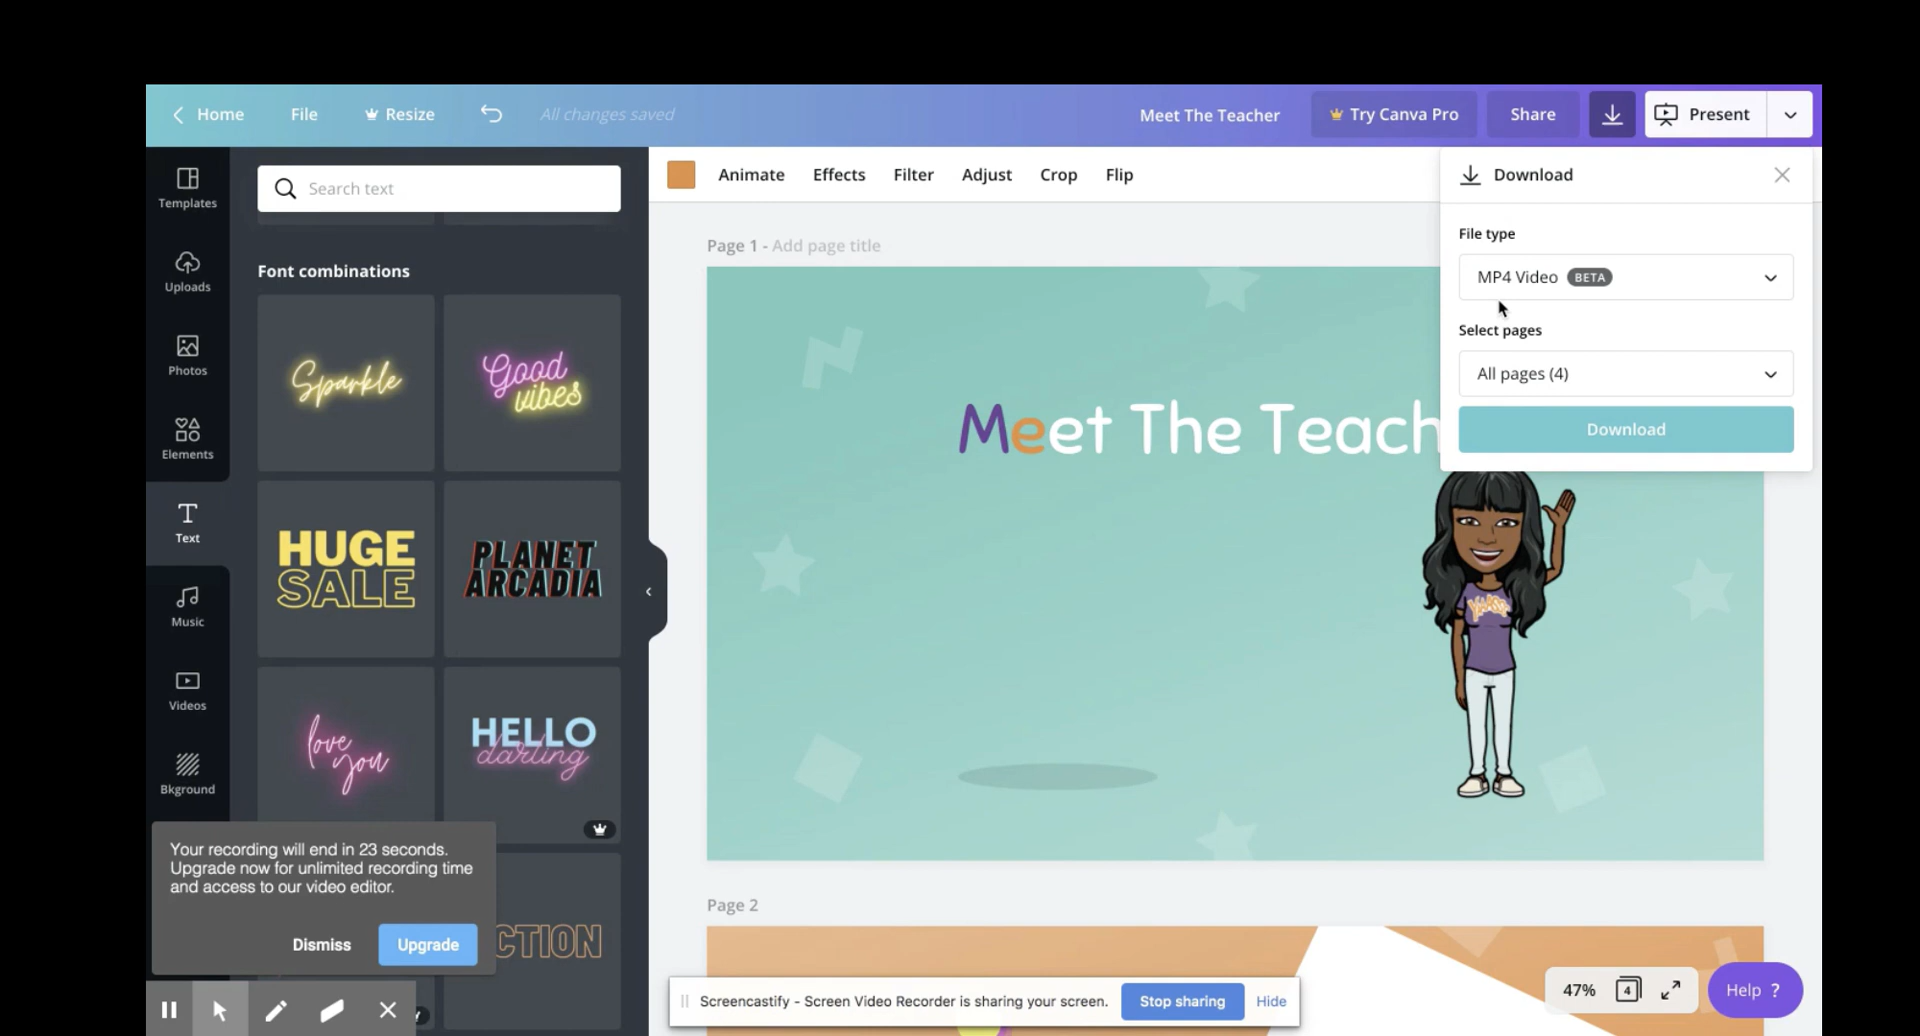 Home File Resize All changes saved Meet The Teacher Try Canva Pro Share Present
Templates
Uploads
Photos
Elements
Text
Music
Videos
Bkground
Search text
Font combinations
Sparkle
Good
vibes
HUGE
SALE
PLANET
ARCADIA
love
you
HELLO
darling
CTION
Your recording will end in 23 seconds.
Upgrade now for unlimited recording time
and access to our video editor.
Dismiss Upgrade
Animate Effects Filter Adjust Crop Flip
Page 1 - Add page title
Meet The Teach
Page 2
Download
File type
MP4 Video BETA
Select pages
All pages (4)
Download
Screencastify - Screen Video Recorder is sharing your screen. Stop sharing Hide
47% 4 Help ?